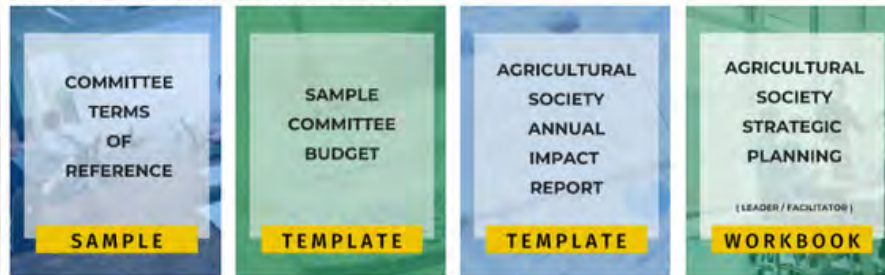 COMMITTEE
TERMS
OF
REFERENCE
SAMPLE
SAMPLE
COMMITTEE
BUDGET
TEMPLATE
AGRICULTURAL
SOCIETY
ANNUAL
IMPACT
REPORT
TEMPLATE
AGRICULTURAL
SOCIETY
STRATEGIC
PLANNING
( LEADER / FACILITATOR )
WORKBOOK